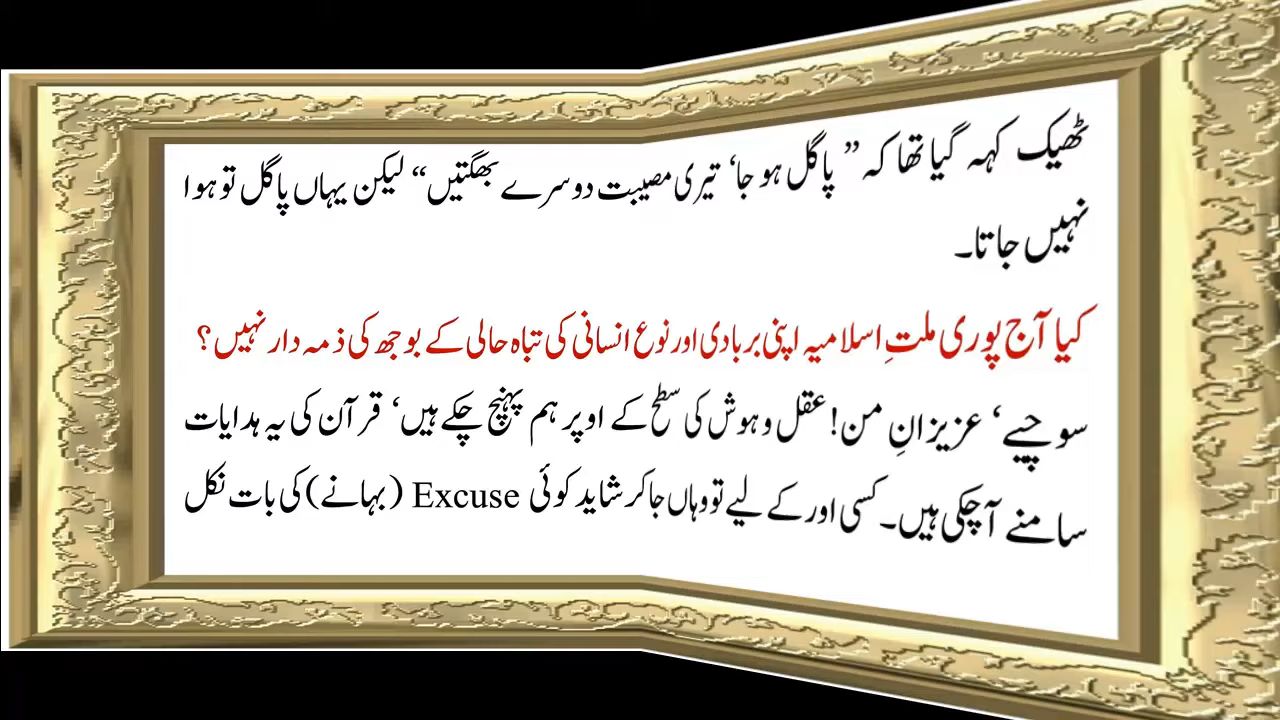 ٹھیک کہہ گیا تھا کہ ”پاگل ہو جا‘ تیری مصیبت دوسرے بھگتیں“ لیکن یہاں پاگل تو ہوا
نہیں جاتا۔
کیا آج پوری ملتِ اسلامیہ اپنی بربادی اور نوع انسانی کی تباہ حالی کے بوجھ کی ذمہ دار نہیں؟
سوچیے‘ عزیزانِ من! عقل و ہوش کی سطح کے اوپر ہم پہنچ چکے ہیں‘ قرآن کی یہ ہدایات
سامنے آچکی ہیں۔ کسی اور کے لیے تو وہاں جا کر شاید کوئی Excuse (بہانے) کی بات نکل